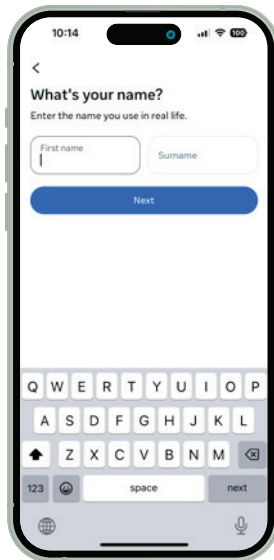 10:14
100
What's your name?
Enter the name you use in real life.
First name
Surname
Next
Q W E R T Y U I O P
A S D F G H J K L
Z X C V B N M
123 space next